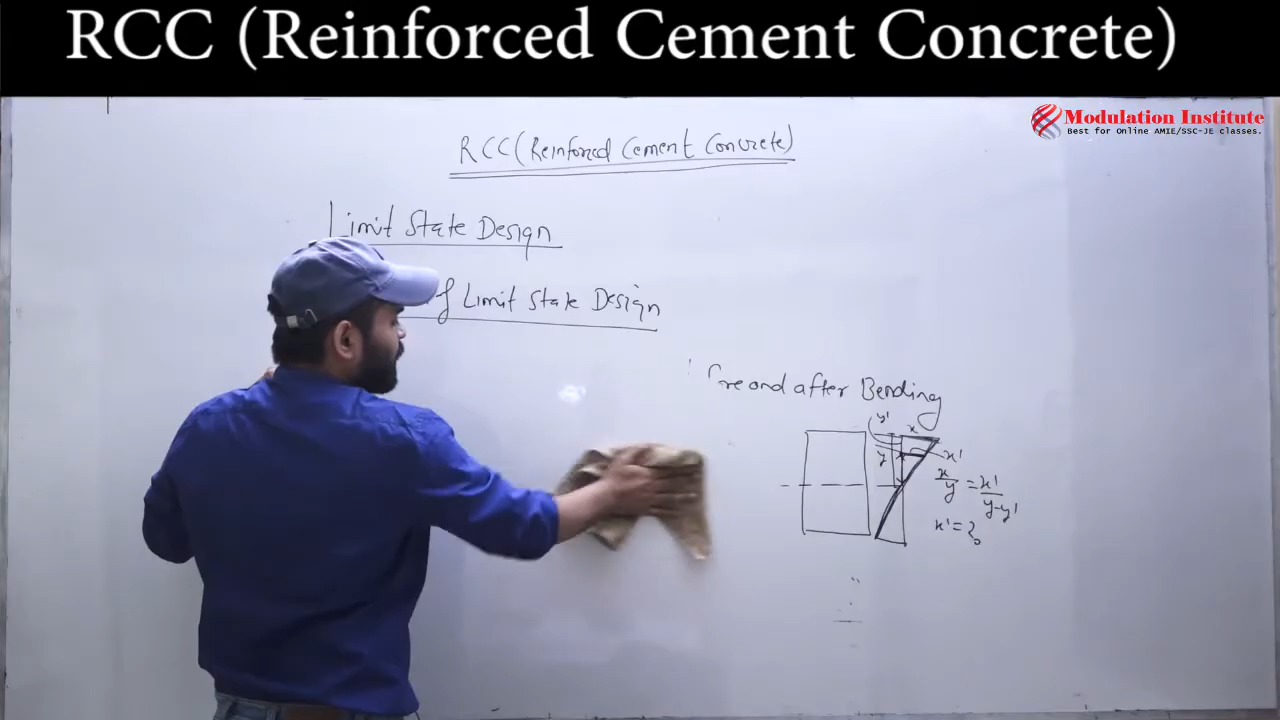 RCC (Reinforced Cement Concrete)
Modulation Institute
Best for Online AMIE/SSC-JE classes.
RCC (Reinforced Cement Concrete)
Limit State Design
of Limit State Design
and after Bending
y'
x
y
x'
x/y = x'/y-y'
x' = ?